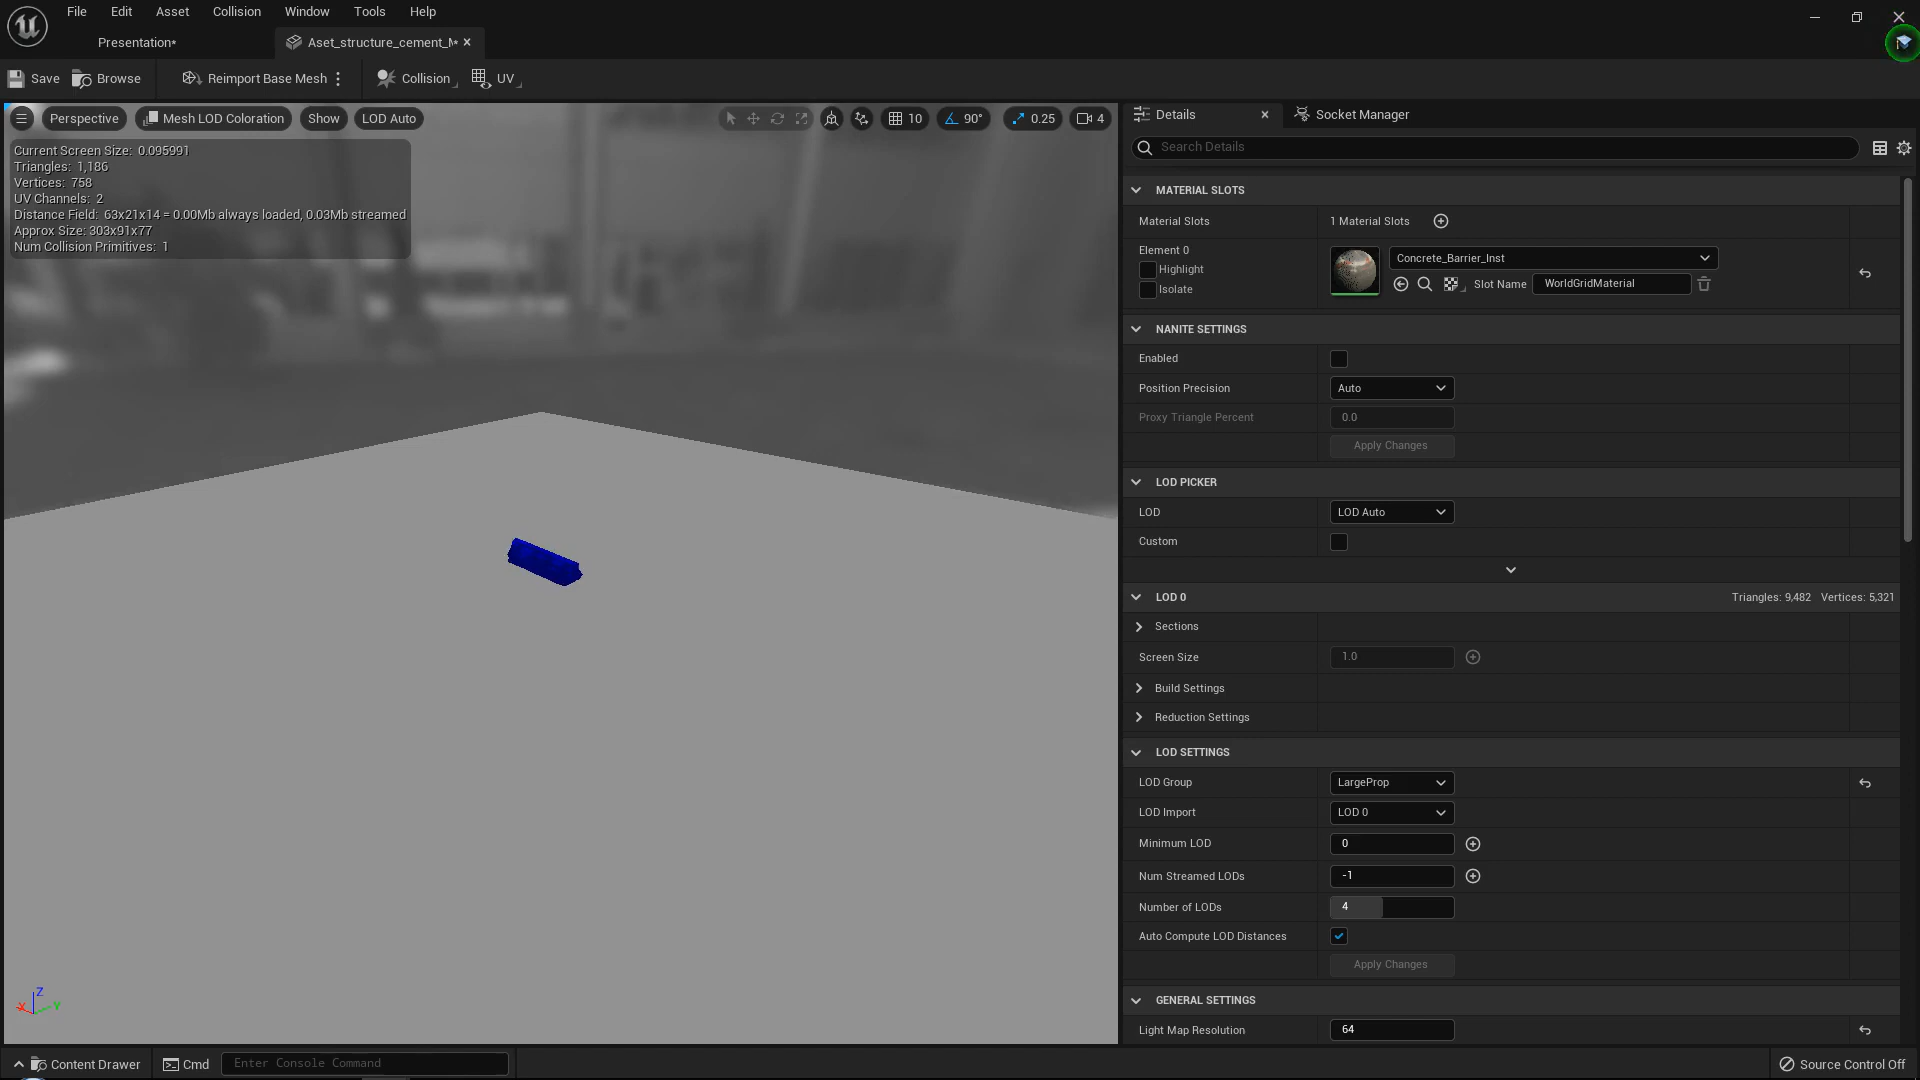 File Edit Asset Collision Window Tools Help
Presentation*
Aset_structure_cement_M*
Save Browse Reimport Base Mesh Collision UV
Perspective Mesh LOD Coloration Show LOD Auto 10 90° 0.25 4
Current Screen Size: 0.095991
Triangles: 1,186
Vertices: 758
UV Channels: 2
Distance Field: 63x21x14 = 0.00Mb always loaded, 0.03Mb streamed
Approx Size: 303x91x77
Num Collision Primitives: 1
X Z Y
Details
Socket Manager
Search Details
MATERIAL SLOTS
Material Slots 1 Material Slots
Element 0
Highlight
Isolate
Concrete_Barrier_Inst
Slot Name WorldGridMaterial
NANITE SETTINGS
Enabled
Position Precision Auto
Proxy Triangle Percent 0.0
Apply Changes
LOD PICKER
LOD LOD Auto
Custom
LOD 0 Triangles: 9,482 Vertices: 5,321
Sections
Screen Size 1.0
Build Settings
Reduction Settings
LOD SETTINGS
LOD Group LargeProp
LOD Import LOD 0
Minimum LOD 0
Num Streamed LODs -1
Number of LODs 4
Auto Compute LOD Distances
Apply Changes
GENERAL SETTINGS
Light Map Resolution 64
Content Drawer Cmd Enter Console Command Source Control Off